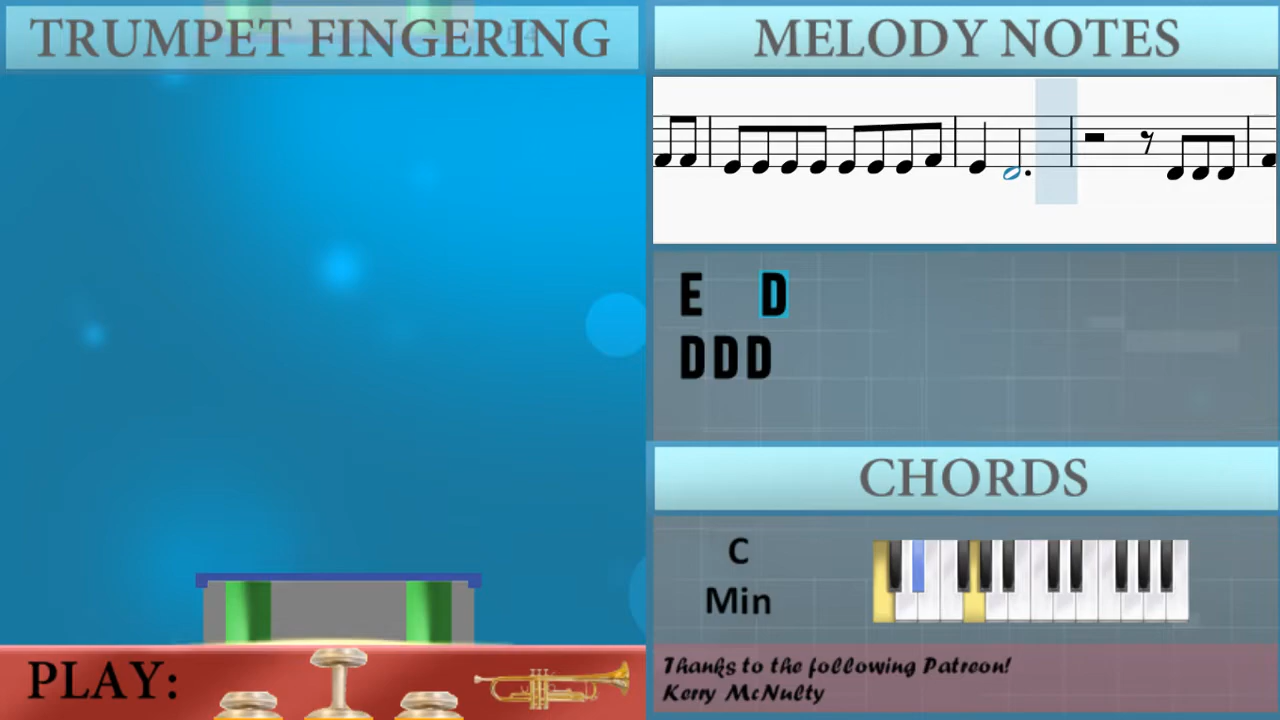 TRUMPET FINGERING
MELODY NOTES
E D
DDD
CHORDS
C
Min
PLAY:
Thanks to the following Patreon!
Kerry McNulty